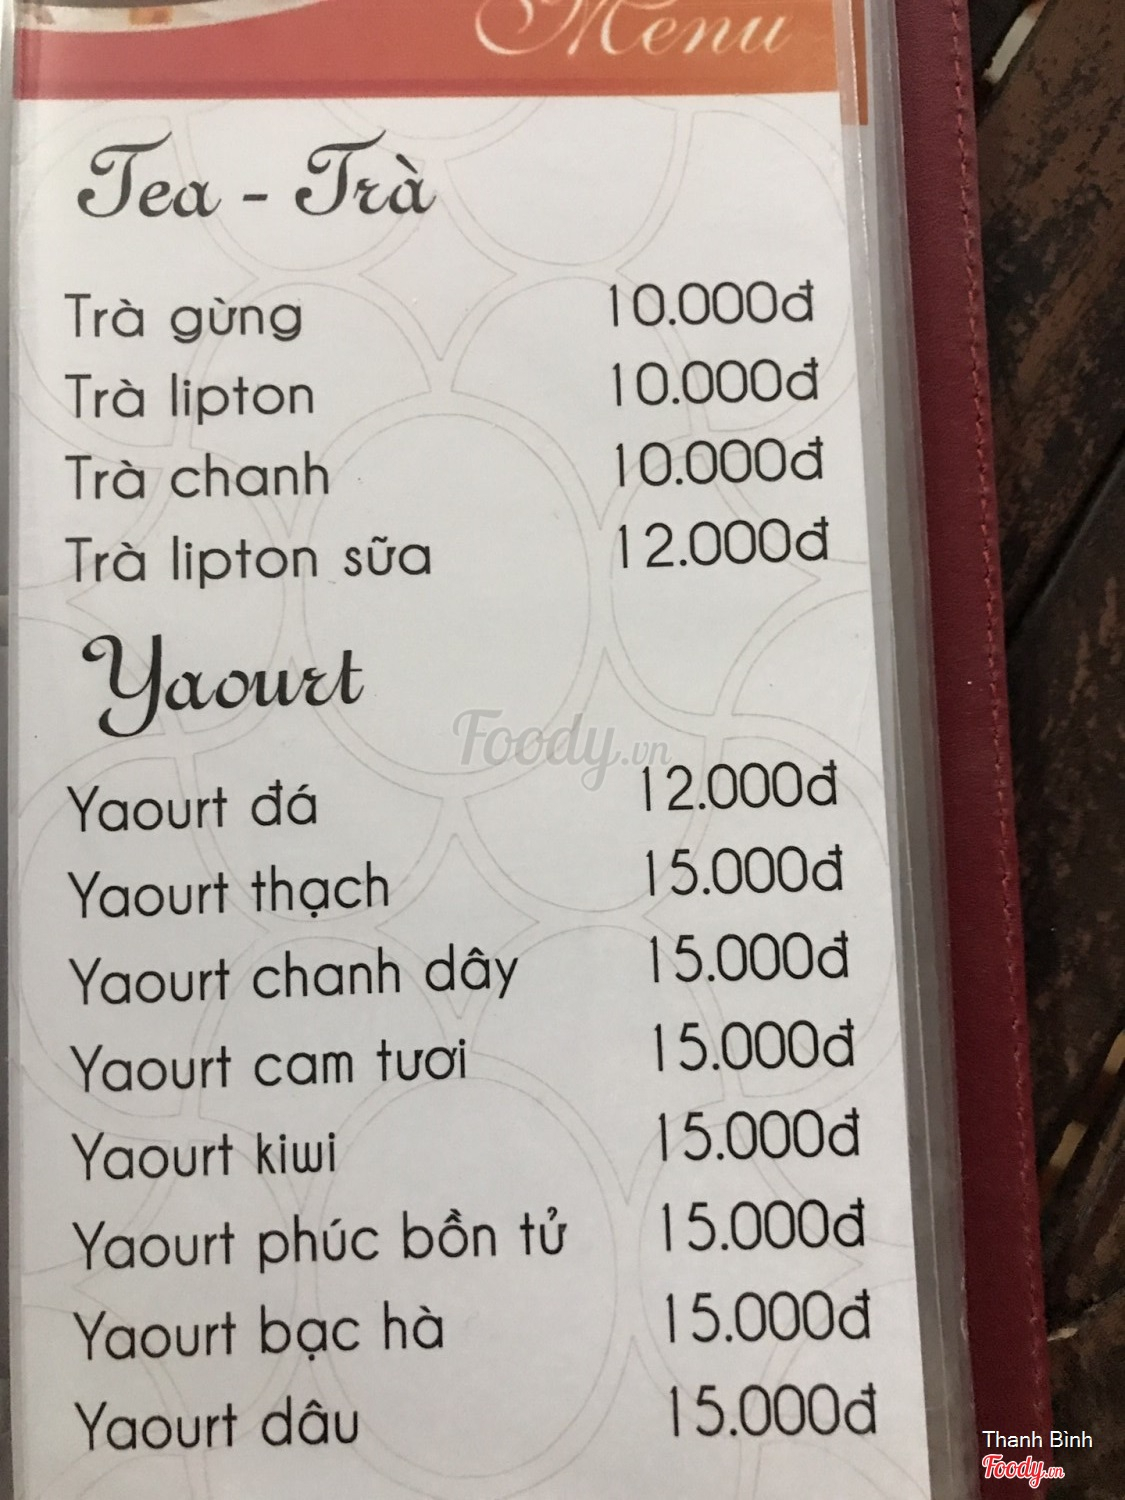 Menu
Tea - Trà
Trà gừng 10.000đ
Trà lipton 10.000đ
Trà chanh 10.000đ
Trà lipton sữa 12.000đ
Yaourt
Foody.vn
Yaourt đá 12.000đ
Yaourt thạch 15.000đ
Yaourt chanh dây 15.000đ
Yaourt cam tươi 15.000đ
Yaourt kiwi 15.000đ
Yaourt phúc bồn tử 15.000đ
Yaourt bạc hà 15.000đ
Yaourt dâu 15.000đ
Thanh Bình
Foody.vn